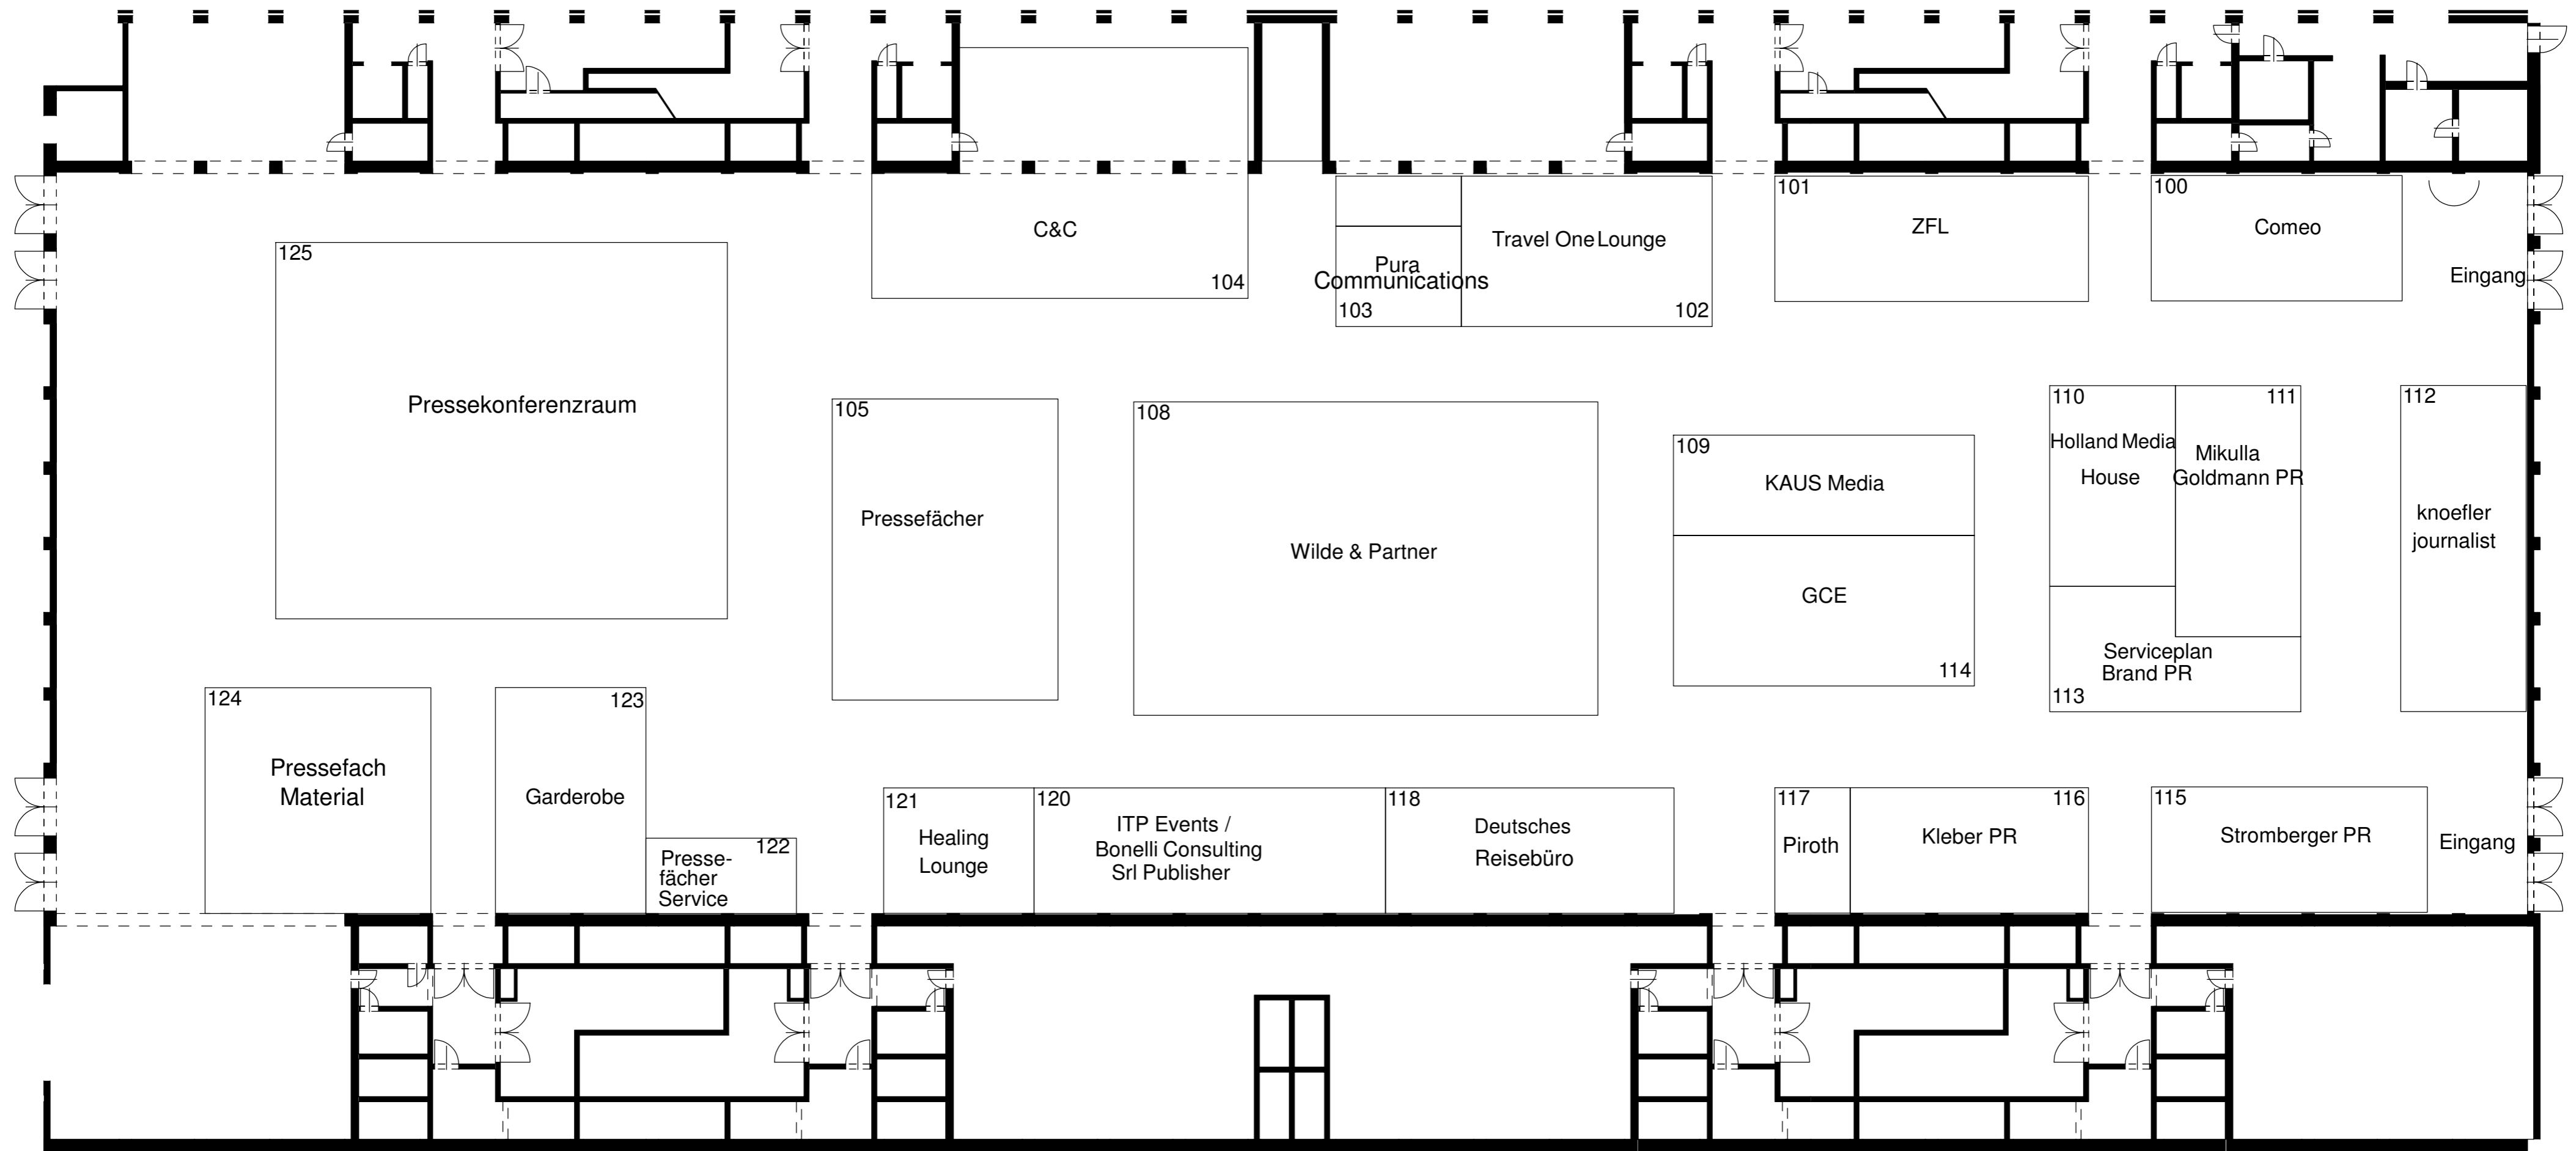 101
100
C&C
ZFL
Comeo
Travel One Lounge
125
Pura
Communications
104
103
102
Eingang
Pressekonferenzraum
105
108
109
110
111
112
Holland Media
House
Mikulla
Goldmann PR
KAUS Media
Pressefächer
knoefler
journalist
Wilde & Partner
GCE
114
Serviceplan
Brand PR
113
124
123
Pressefach
Material
Garderobe
122
Presse-
fächer
Service
121
Healing
Lounge
120
ITP Events /
Bonelli Consulting
Srl Publisher
118
Deutsches
Reisebüro
117
Piroth
116
Kleber PR
115
Stromberger PR
Eingang